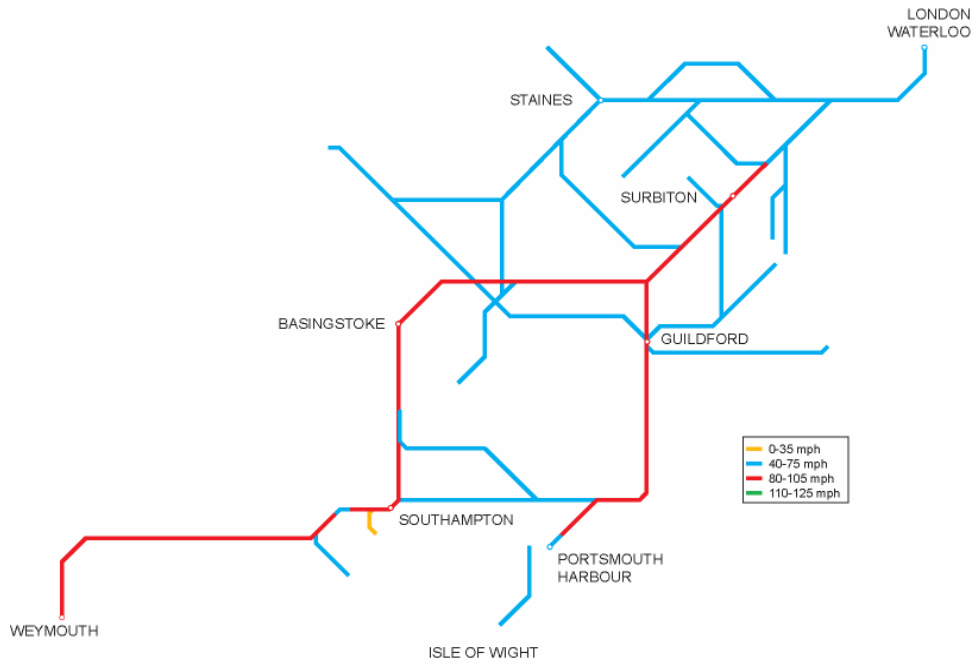 LONDON
WATERLOO
STAINES
SURBITON
BASINGSTOKE
GUILDFORD
0-35 mph
40-75 mph
80-105 mph
110-125 mph
SOUTHAMPTON
PORTSMOUTH
HARBOUR
WEYMOUTH
ISLE OF WIGHT